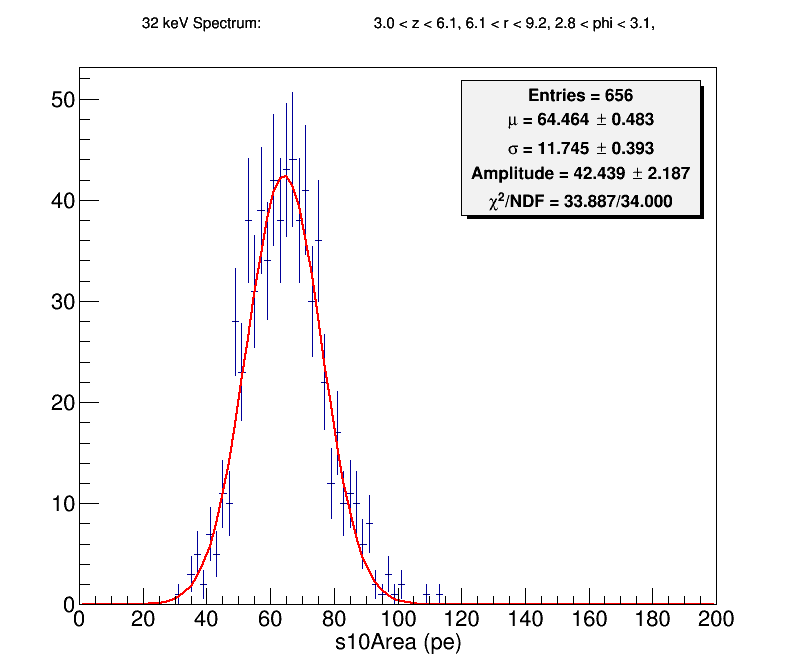 32 keV Spectrum: 3.0 < z < 6.1, 6.1 < r < 9.2, 2.8 < phi < 3.1,
Entries = 656
μ = 64.464 ± 0.483
σ = 11.745 ± 0.393
Amplitude = 42.439 ± 2.187
χ²/NDF = 33.887/34.000
50
40
30
20
10
0
0 20 40 60 80 100 120 140 160 180 200
s10Area (pe)